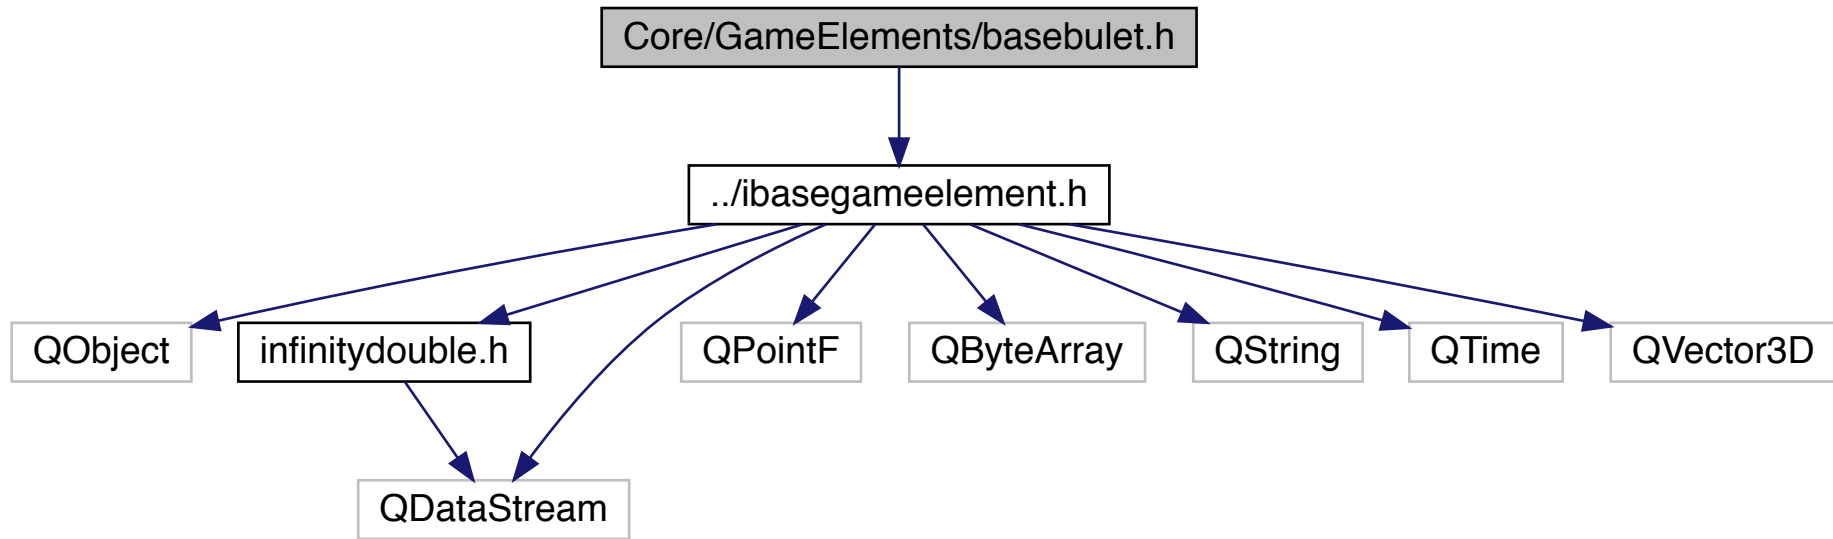 Core/GameElements/basebulet.h
../ibasegameelement.h
QObject
infinitydouble.h
QPointF
QByteArray
QString
QTime
QVector3D
QDataStream